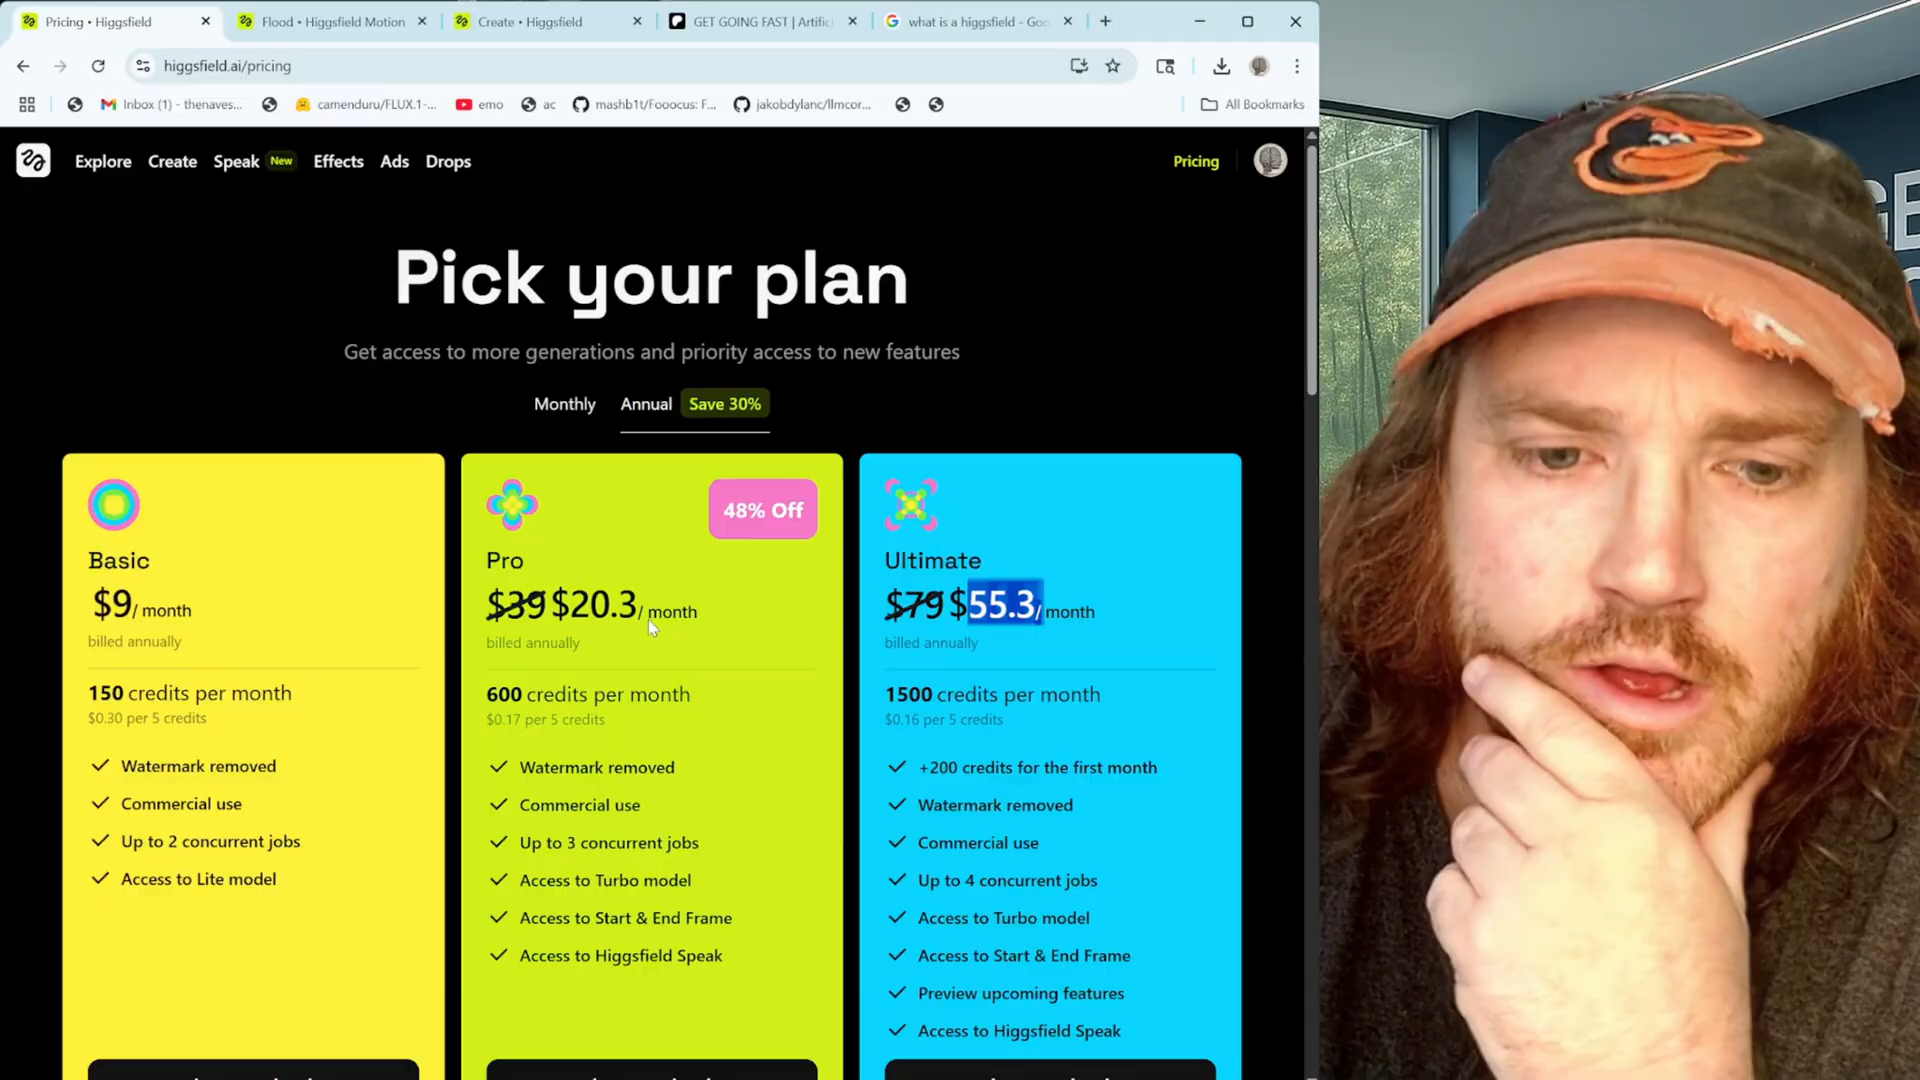 Pricing • Higgsfield
Flood • Higgsfield Motion
Create • Higgsfield
GET GOING FAST | Artifici
what is a higgsfield - Goo
higgsfield.ai/pricing
Inbox (1) - thenaves...
camenduru/FLUX.1-...
emo
ac
mashb1t/Fooocus: F...
jakobdylanc/llmcor...
All Bookmarks
Explore
Create
Speak New
Effects
Ads
Drops
Pricing
Pick your plan
Get access to more generations and priority access to new features
Monthly
Annual
Save 30%
Basic
$9/ month
billed annually
150 credits per month
$0.30 per 5 credits
Watermark removed
Commercial use
Up to 2 concurrent jobs
Access to Lite model
48% Off
Pro
$39 $20.3/ month
billed annually
600 credits per month
$0.17 per 5 credits
Watermark removed
Commercial use
Up to 3 concurrent jobs
Access to Turbo model
Access to Start & End Frame
Access to Higgsfield Speak
Ultimate
$79 $55.3/ month
billed annually
1500 credits per month
$0.16 per 5 credits
+200 credits for the first month
Watermark removed
Commercial use
Up to 4 concurrent jobs
Access to Turbo model
Access to Start & End Frame
Preview upcoming features
Access to Higgsfield Speak
GE